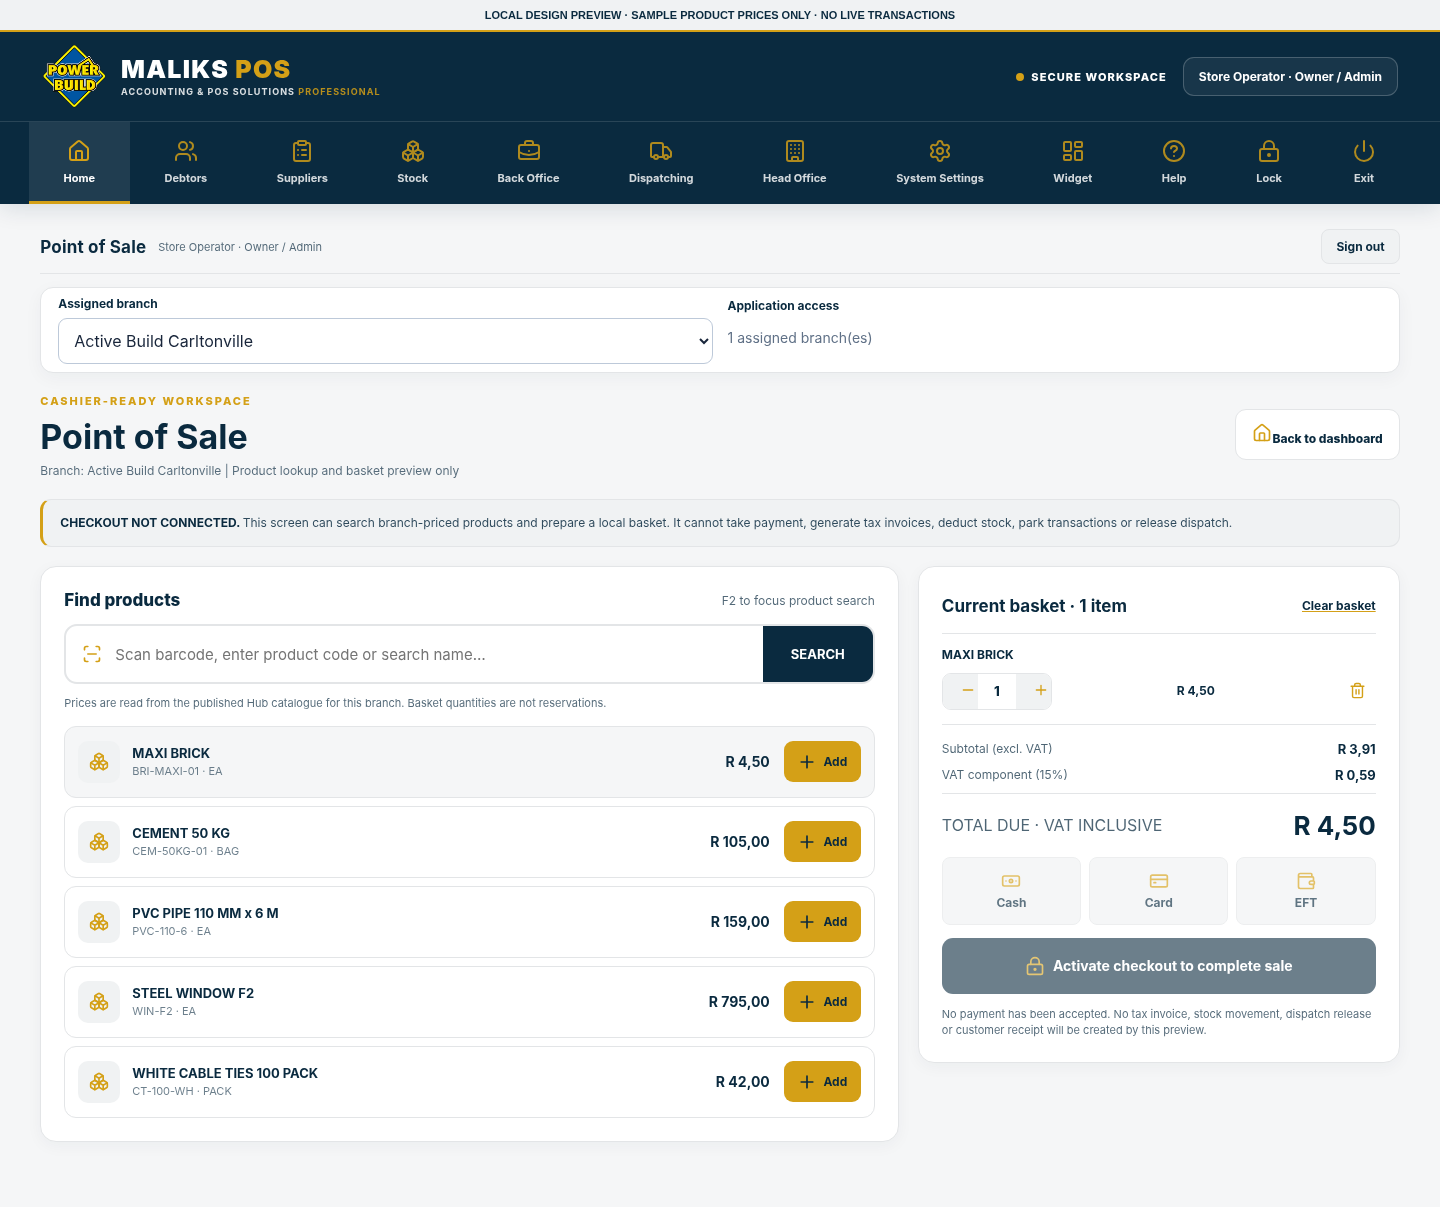 LOCAL DESIGN PREVIEW · SAMPLE PRODUCT PRICES ONLY · NO LIVE TRANSACTIONS
POWER
BUILD
MALIKS POS
ACCOUNTING & POS SOLUTIONS PROFESSIONAL
SECURE WORKSPACE
Store Operator · Owner / Admin
Home
Debtors
Suppliers
Stock
Back Office
Dispatching
Head Office
System Settings
Widget
Help
Lock
Exit
Point of Sale
Store Operator · Owner / Admin
Sign out
Assigned branch
Active Build Carltonville
Application access
1 assigned branch(es)
CASHIER-READY WORKSPACE
Point of Sale
Branch: Active Build Carltonville | Product lookup and basket preview only
Back to dashboard
CHECKOUT NOT CONNECTED. This screen can search branch-priced products and prepare a local basket. It cannot take payment, generate tax invoices, deduct stock, park transactions or release dispatch.
Find products
F2 to focus product search
Scan barcode, enter product code or search name...
SEARCH
Prices are read from the published Hub catalogue for this branch. Basket quantities are not reservations.
MAXI BRICK
BRI-MAXI-01 · EA
R 4,50
Add
CEMENT 50 KG
CEM-50KG-01 · BAG
R 105,00
Add
PVC PIPE 110 MM x 6 M
PVC-110-6 · EA
R 159,00
Add
STEEL WINDOW F2
WIN-F2 · EA
R 795,00
Add
WHITE CABLE TIES 100 PACK
CT-100-WH · PACK
R 42,00
Add
Current basket · 1 item
Clear basket
MAXI BRICK
1
R 4,50
Subtotal (excl. VAT)
R 3,91
VAT component (15%)
R 0,59
TOTAL DUE · VAT INCLUSIVE
R 4,50
Cash
Card
EFT
Activate checkout to complete sale
No payment has been accepted. No tax invoice, stock movement, dispatch release
or customer receipt will be created by this preview.